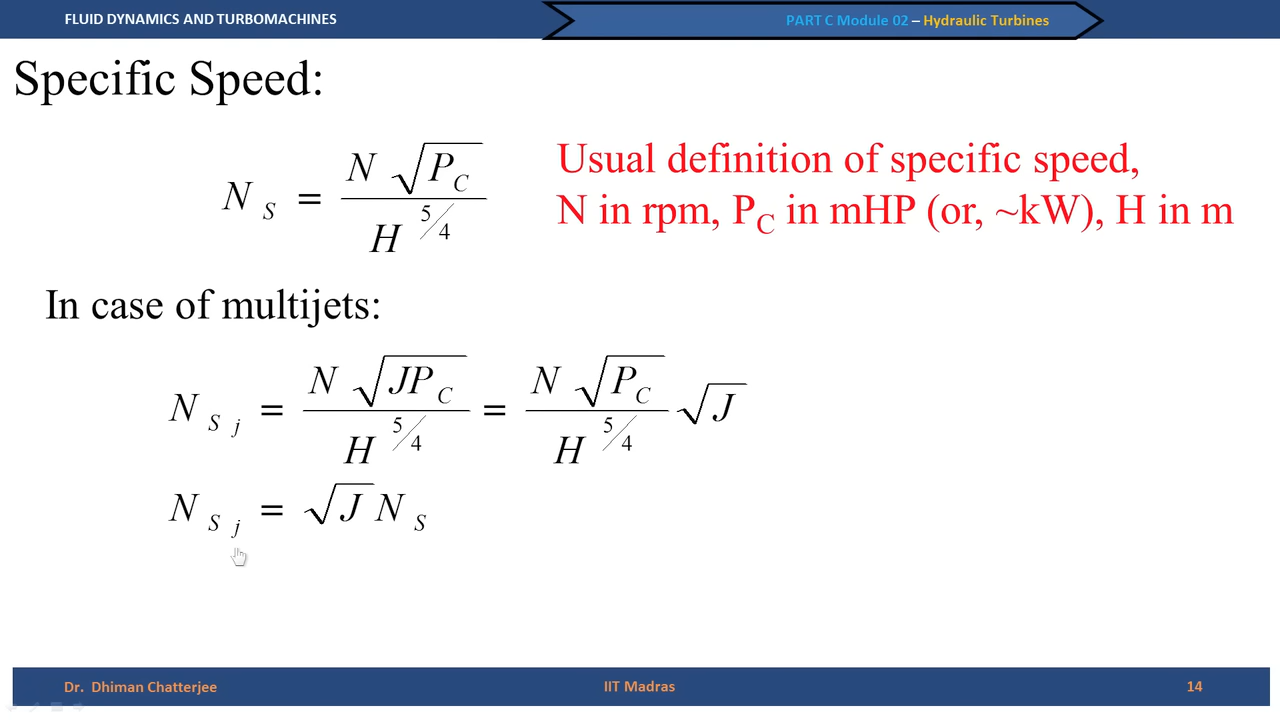 FLUID DYNAMICS AND TURBOMACHINES
PART C Module 02 – Hydraulic Turbines
Specific Speed:
N_S = N √P_C / H^5/4
Usual definition of specific speed,
N in rpm, P_C in mHP (or, ~kW), H in m
In case of multijets:
N_S_j = N √JP_C / H^5/4 = N √P_C / H^5/4 √J
N_S_j = √J N_S
Dr. Dhiman Chatterjee
IIT Madras
14